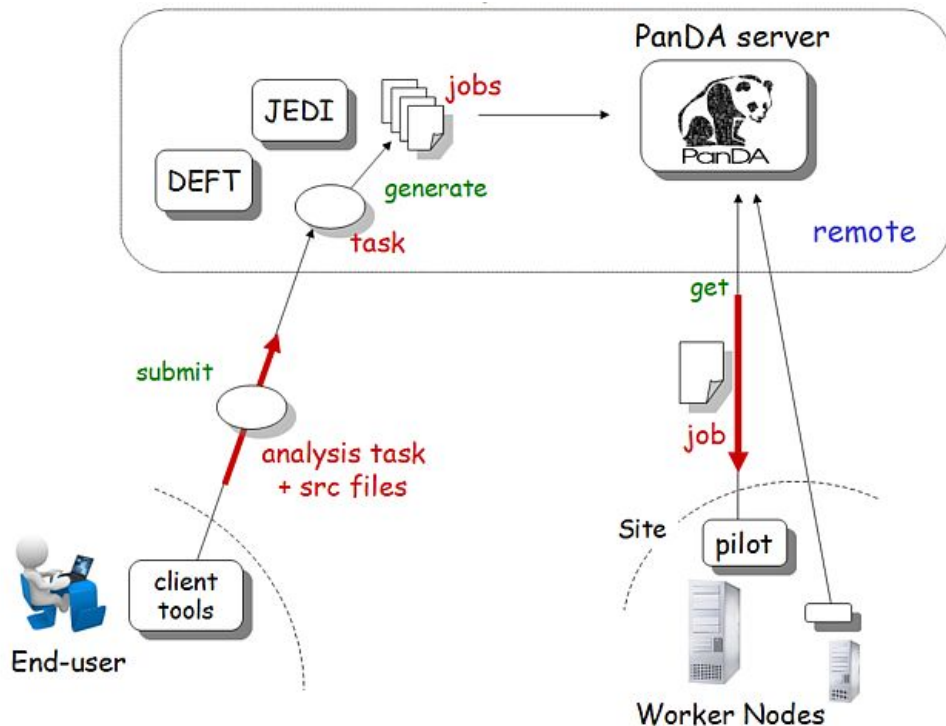 PanDA server
JEDI
jobs
PanDA
DEFT
generate
task
remote
get
submit
job
analysis task
+ src files
Site
pilot
client
tools
End-user
Worker Nodes